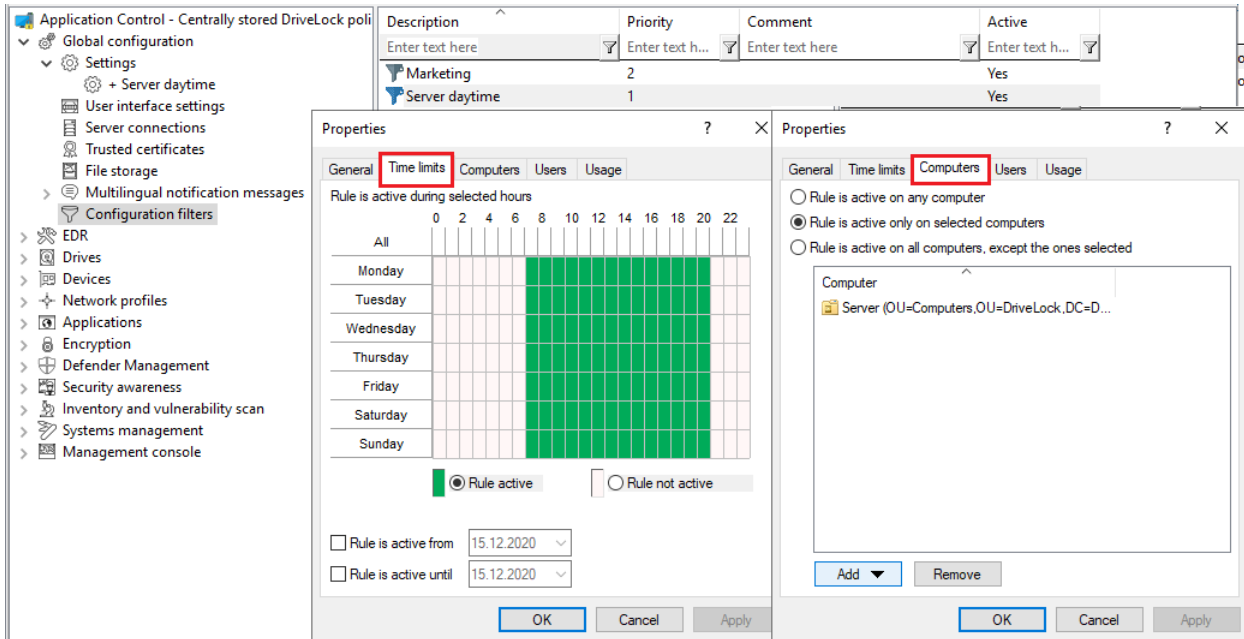 Application Control - Centrally stored DriveLock poli
Global configuration
Settings
+ Server daytime
User interface settings
Server connections
Trusted certificates
File storage
Multilingual notification messages
Configuration filters
EDR
Drives
Devices
Network profiles
Applications
Encryption
Defender Management
Security awareness
Inventory and vulnerability scan
Systems management
Management console
Description Priority Comment Active
Enter text here Enter text h... Enter text here Enter text h...
Marketing 2 Yes
Server daytime 1 Yes
Properties ? X
General Time limits Computers Users Usage
Rule is active during selected hours
0 2 4 6 8 10 12 14 16 18 20 22
All
Monday
Tuesday
Wednesday
Thursday
Friday
Saturday
Sunday
Rule active Rule not active
Rule is active from 15.12.2020
Rule is active until 15.12.2020
OK Cancel Apply
Properties ? X
General Time limits Computers Users Usage
Rule is active on any computer
Rule is active only on selected computers
Rule is active on all computers, except the ones selected
Computer
Server (OU=Computers,OU=DriveLock,DC=D...
Add Remove
OK Cancel Apply